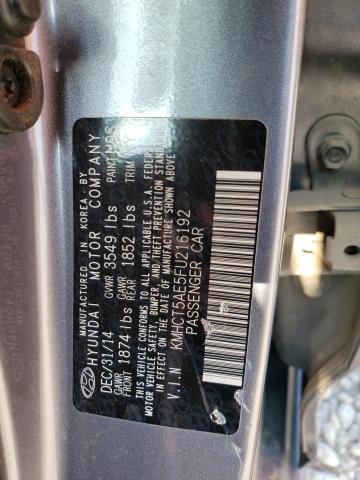 MANUFACTURED IN KOREA BY
HYUNDAI MOTOR COMPANY
DEC/31/14 GVWR 3549 lbs PAINT
GAWR FRONT 1874 lbs GAWR REAR 1852 lbs TRIM
THIS VEHICLE CONFORMS TO ALL APPLICABLE U.S.A. FEDERAL
MOTOR VEHICLE SAFETY, BUMPER, AND THEFT PREVENTION STANDARDS
IN EFFECT ON THE DATE OF MANUFACTURE SHOWN ABOVE
V.I.N KMHCT5AE5FU216192
PASSENGER CAR